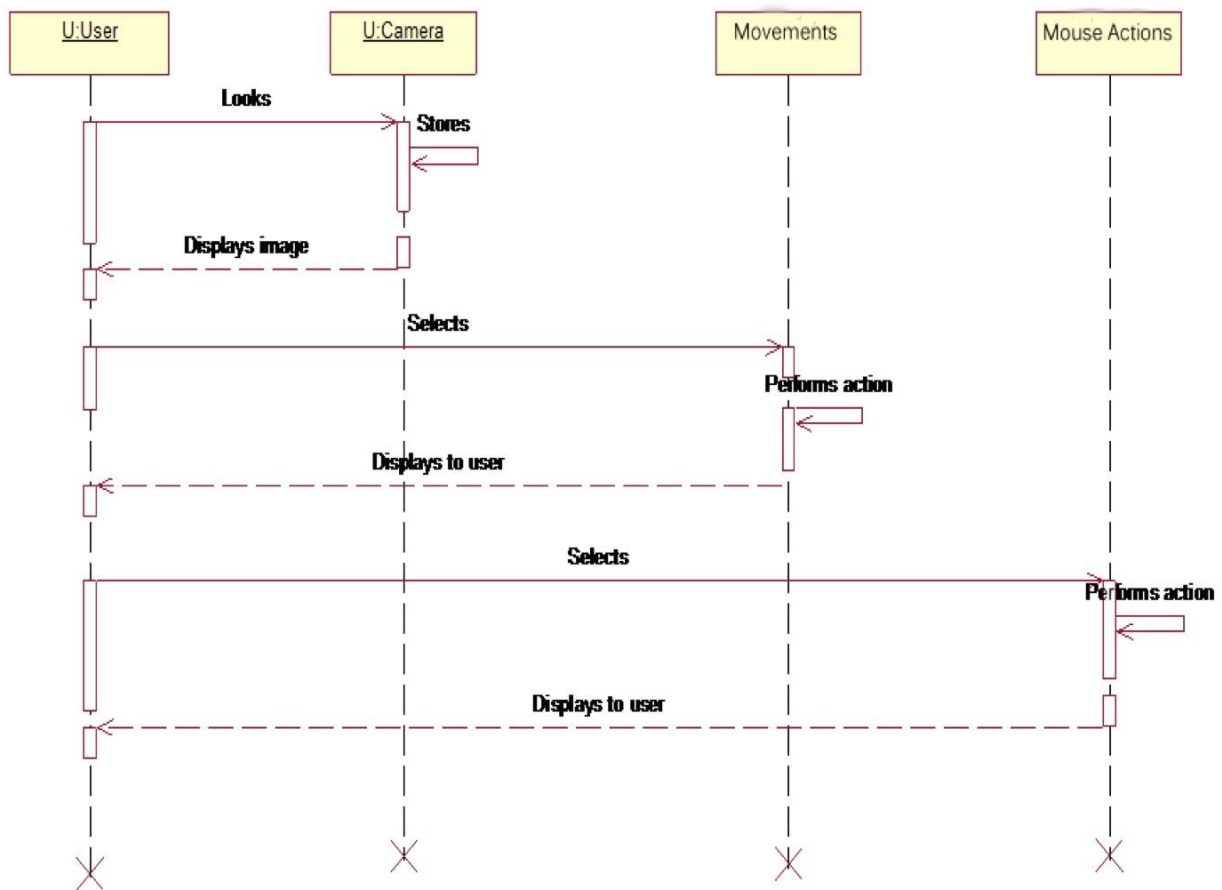 U:User
U:Camera
Movements
Mouse Actions
Looks
Stores
Displays image
Selects
Performs action
Displays to user
Selects
Performs action
Displays to user